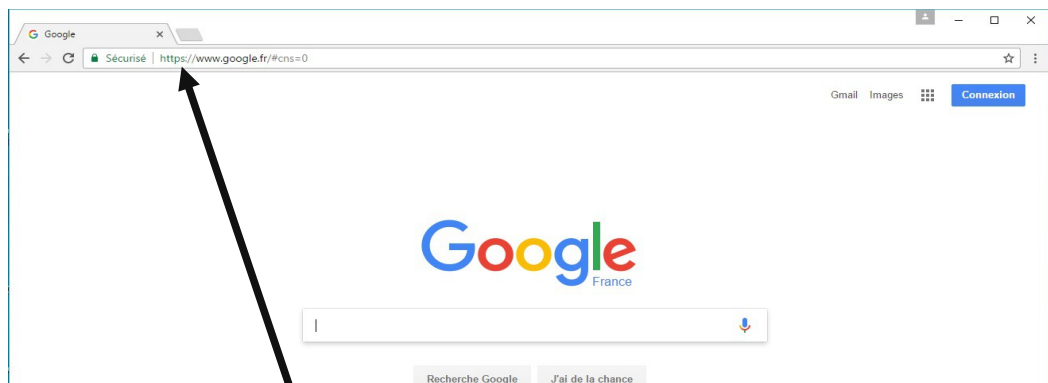 Google
Sécurisé | https://www.google.fr/#cns=0
Gmail Images Connexion
Google
France
Recherche Google J'ai de la chance